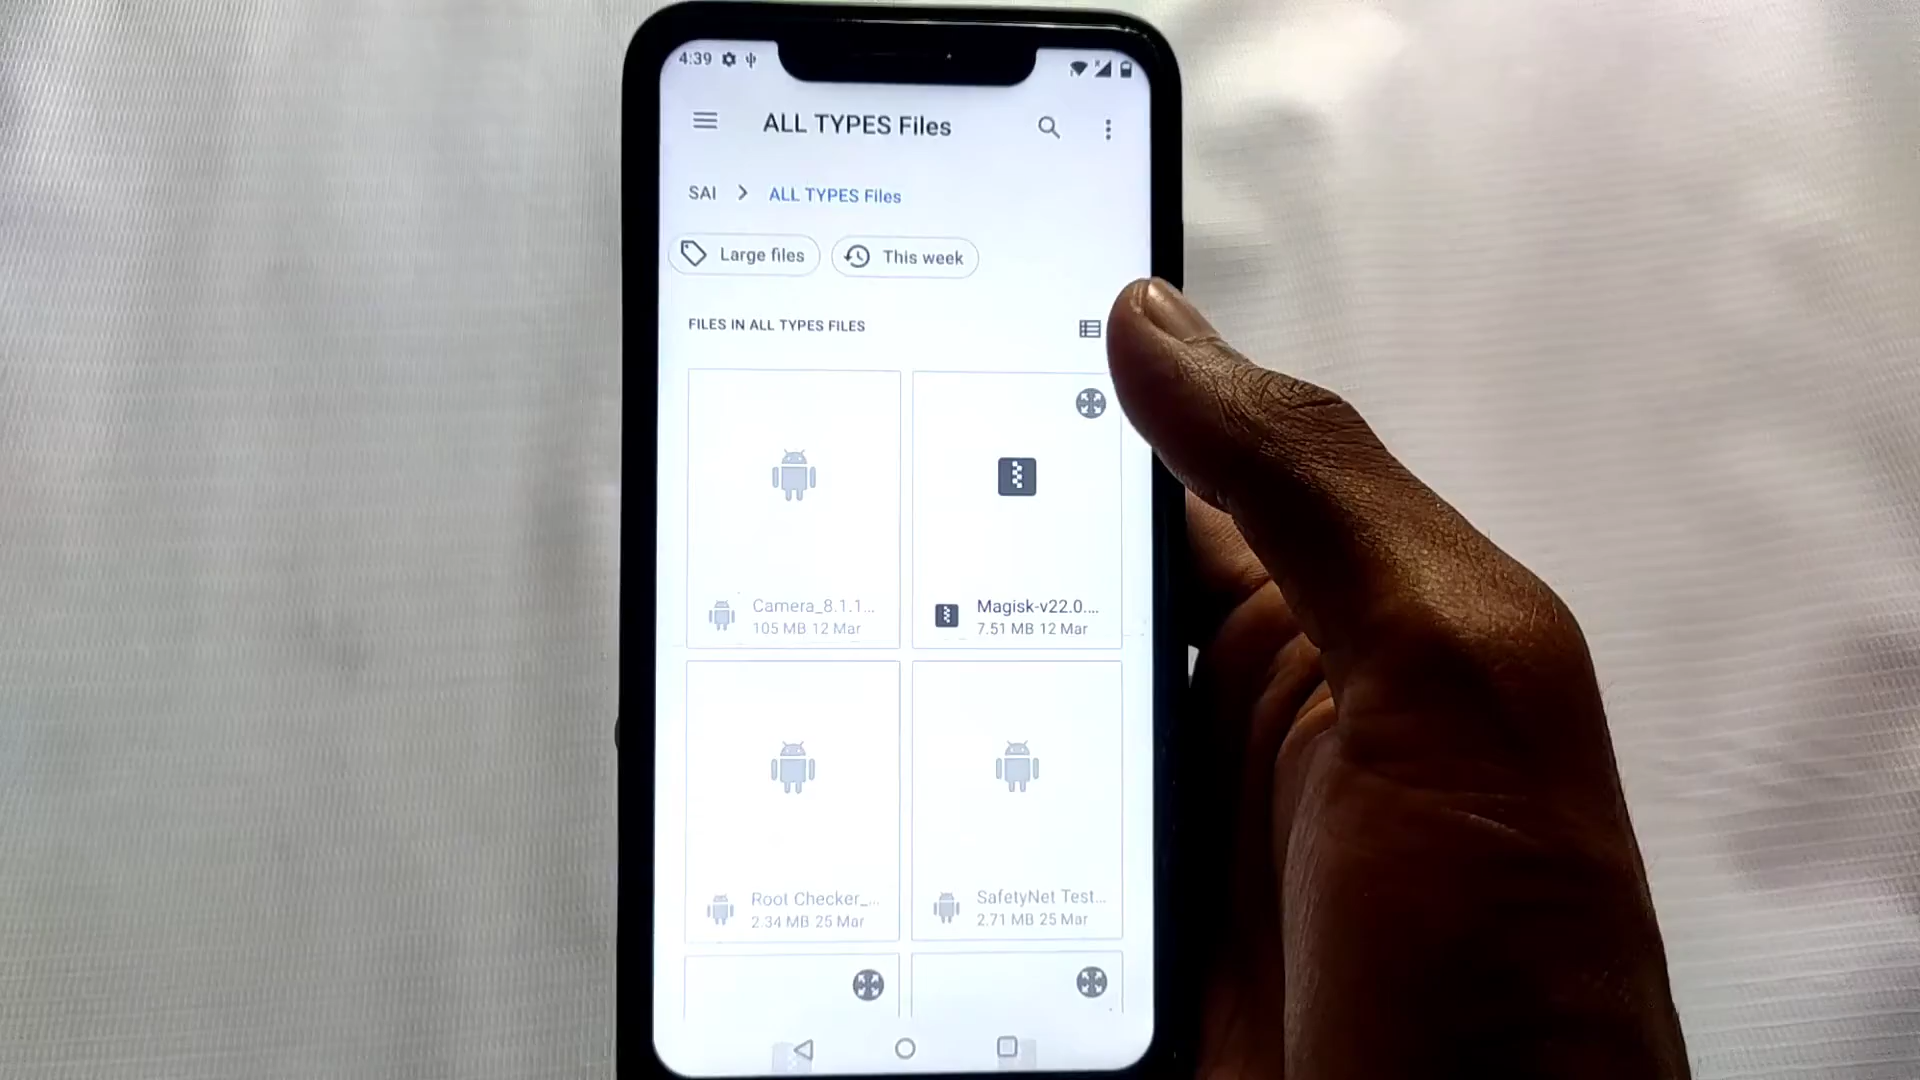 4:39
ALL TYPES Files
SAI > ALL TYPES Files
Large files
This week
FILES IN ALL TYPES FILES
Camera_8.1.1...
105 MB 12 Mar
Magisk-v22.0....
7.51 MB 12 Mar
Root Checker_...
2.34 MB 25 Mar
SafetyNet Test...
2.71 MB 25 Mar